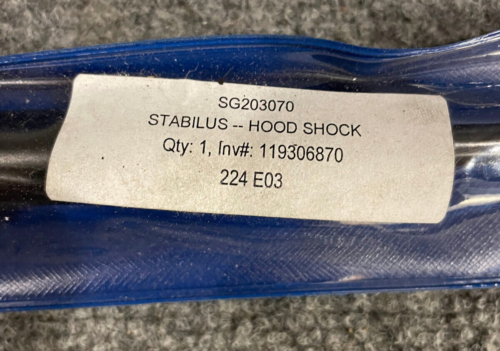 SG203070
STABILUS -- HOOD SHOCK
Qty: 1, Inv#: 119306870
224 E03